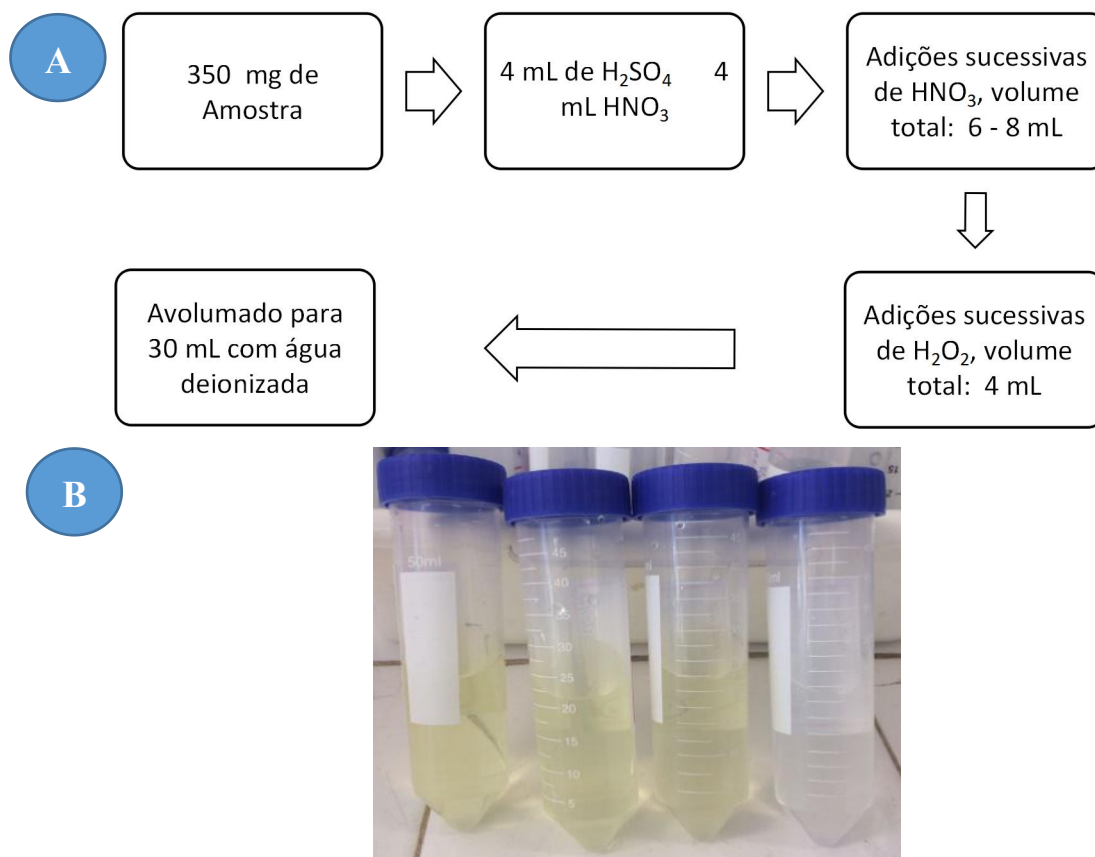 A
350 mg de
Amostra
4 mL de H₂SO₄ 4
mL HNO₃
Adições sucessivas
de HNO₃, volume
total: 6 - 8 mL
Adições sucessivas
de H₂O₂, volume
total: 4 mL
Avolumado para
30 mL com água
deionizada
B
50ml
45
40
35
30
25
20
15
10
5
45
15